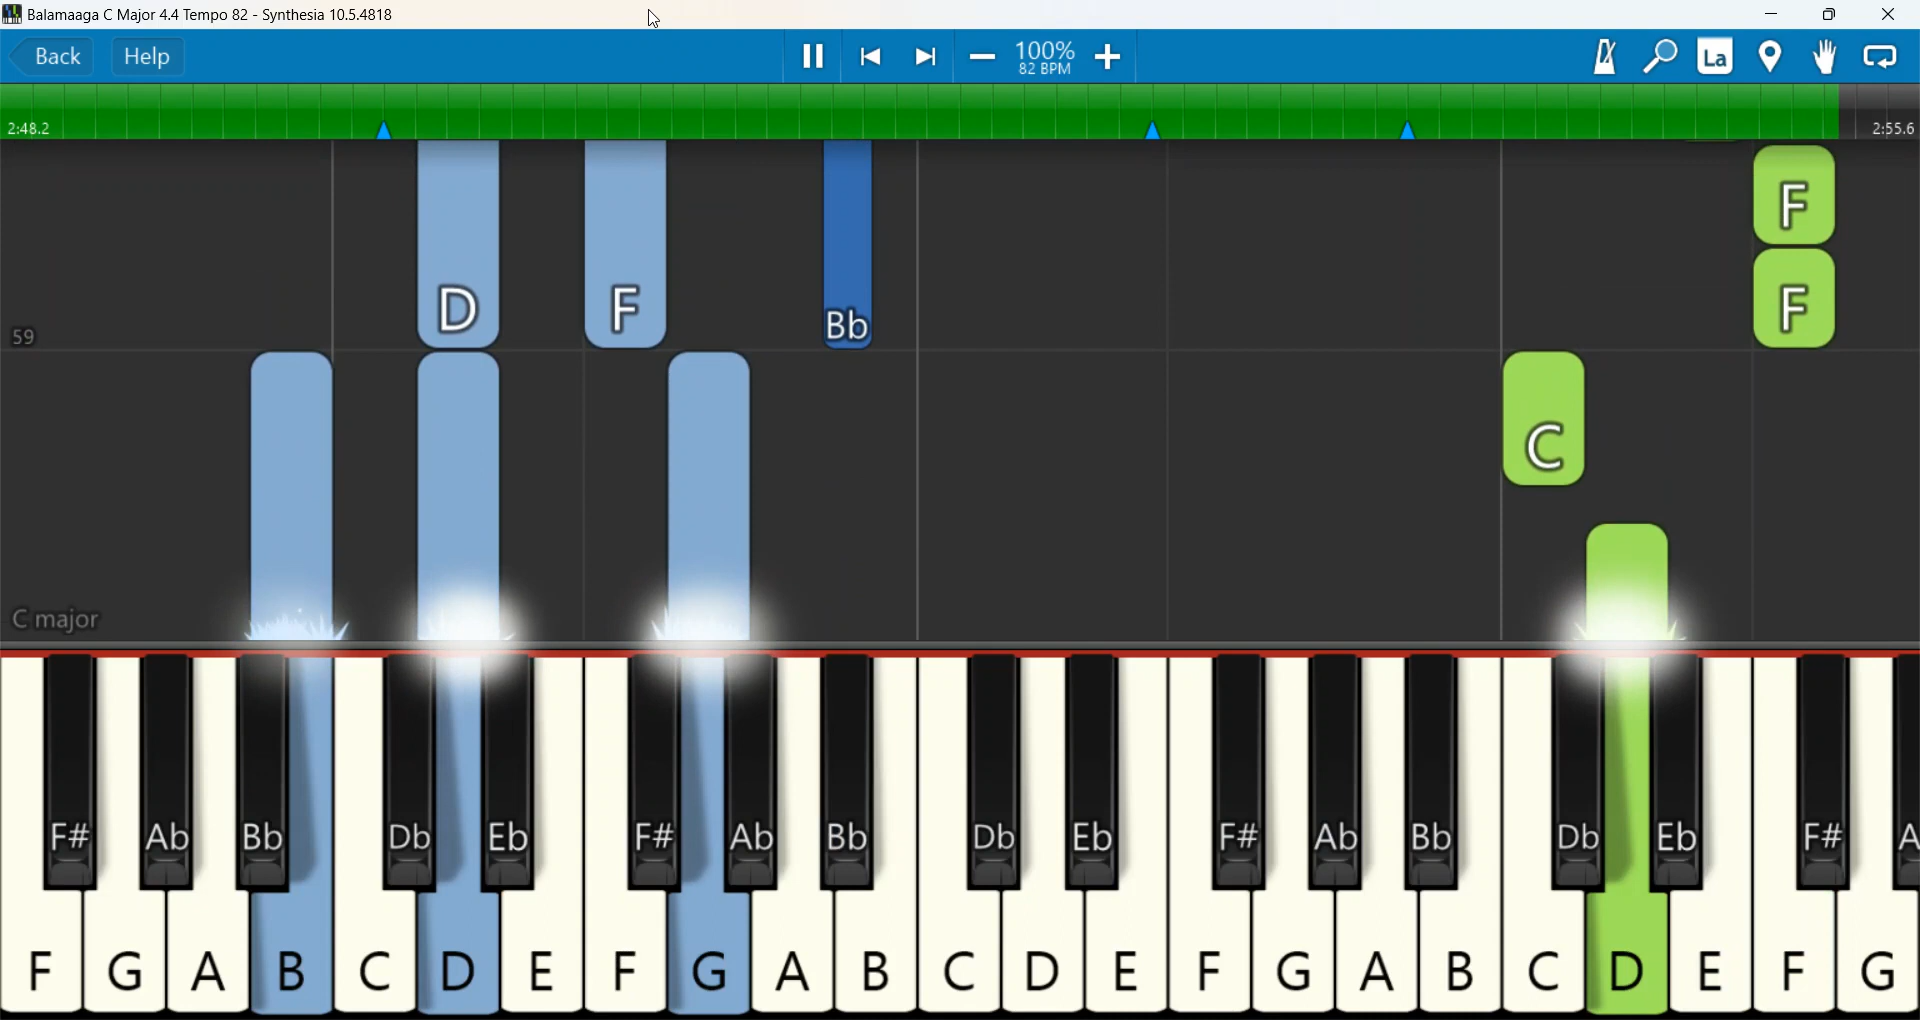 Balamaaga C Major 4.4 Tempo 82 - Synthesia 10.5.4818
Back Help 100% La
82 BPM
2:48.2 2:55.6
F
D F Bb F
59
C
C major
F# Ab Bb Db Eb F# Ab Bb Db Eb F# Ab Bb Db Eb F# A
F G A B C D E F G A B C D E F G A B C D E F G